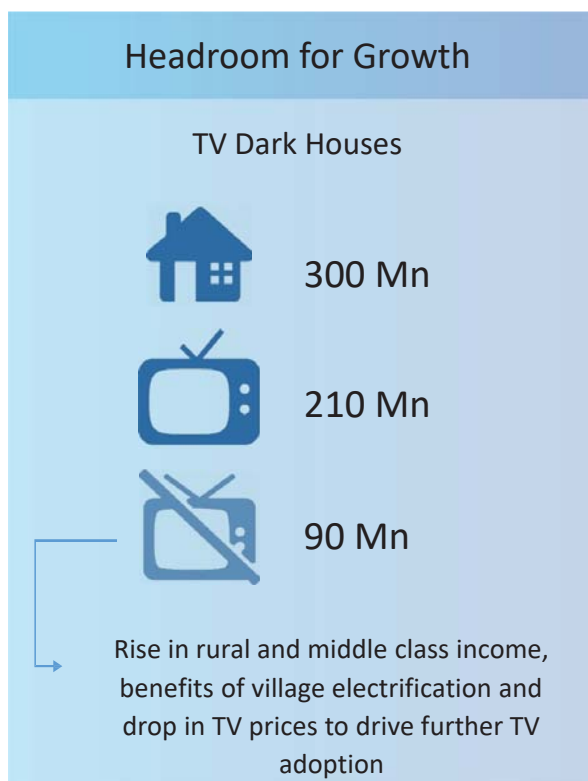 Headroom for Growth
TV Dark Houses
300 Mn
210 Mn
90 Mn
Rise in rural and middle class income,
benefits of village electrification and
drop in TV prices to drive further TV
adoption